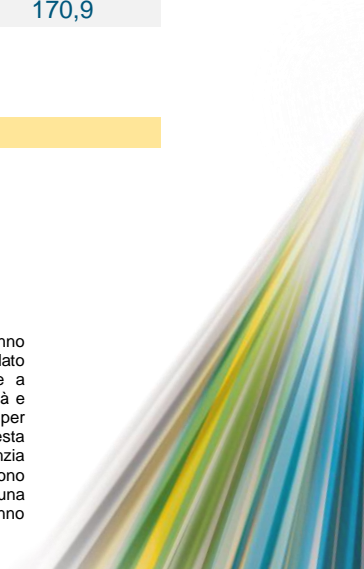 170,9
nno
lato
e a
à e
per
esta
nzia
ono
una
nno